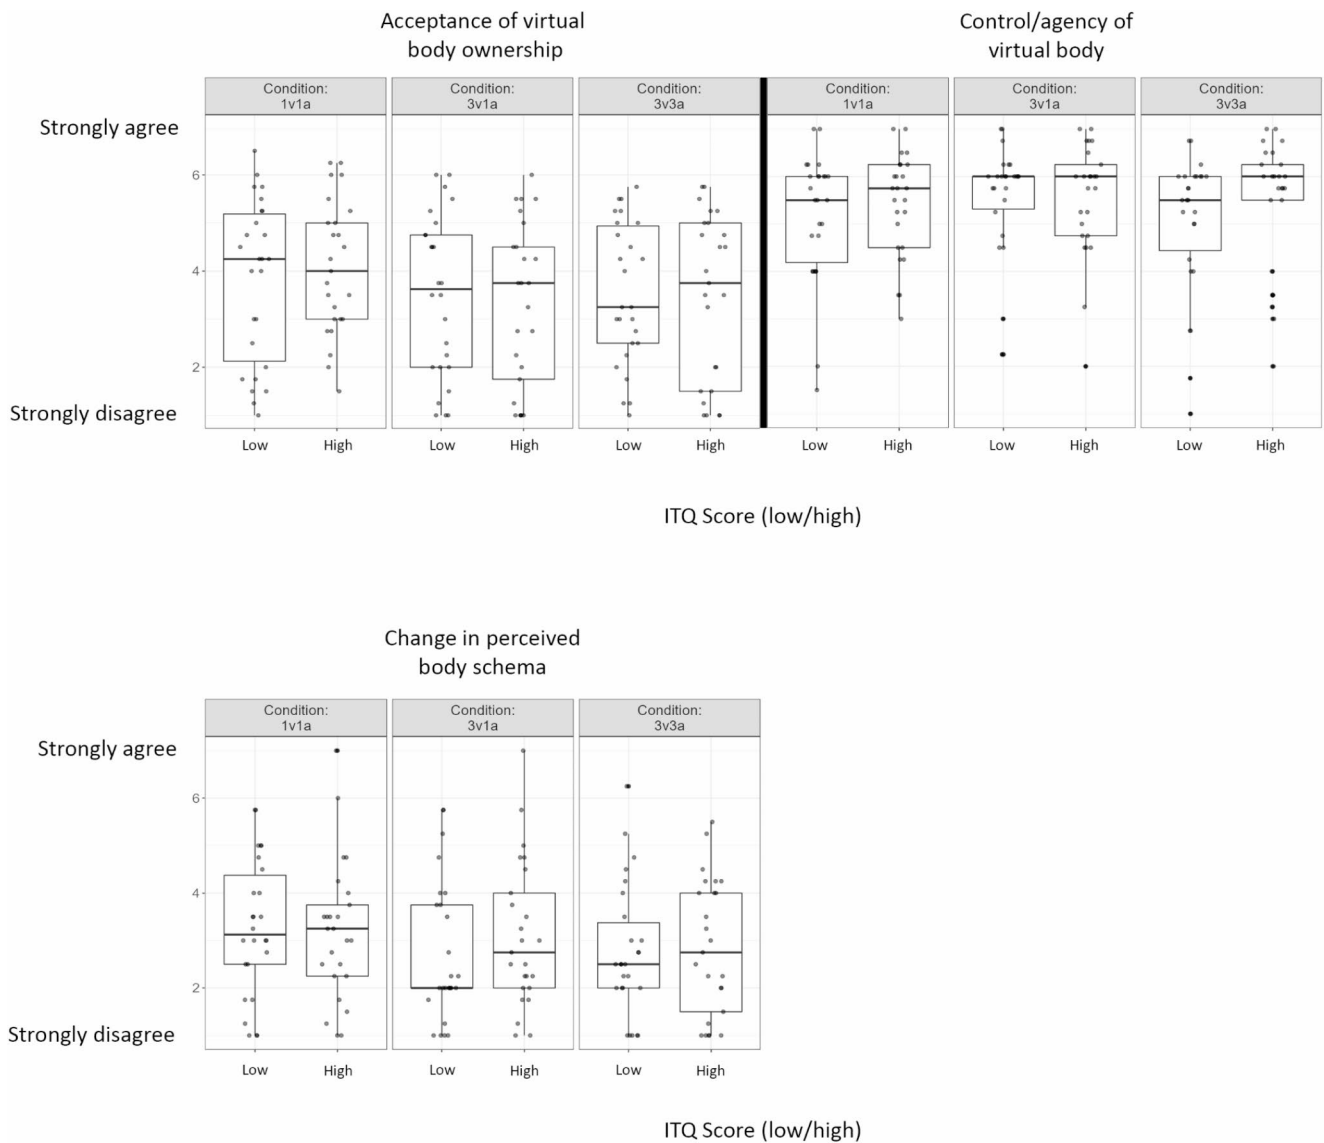 Acceptance of virtual
body ownership
Control/agency of
virtual body
Condition:
1v1a
Condition:
3v1a
Condition:
3v3a
Condition:
1v1a
Condition:
3v1a
Condition:
3v3a
Strongly agree
6
4
2
Strongly disagree
Low High Low High Low High Low High Low High Low High
ITQ Score (low/high)
Change in perceived
body schema
Condition:
1v1a
Condition:
3v1a
Condition:
3v3a
Strongly agree
6
4
2
Strongly disagree
Low High Low High Low High
ITQ Score (low/high)